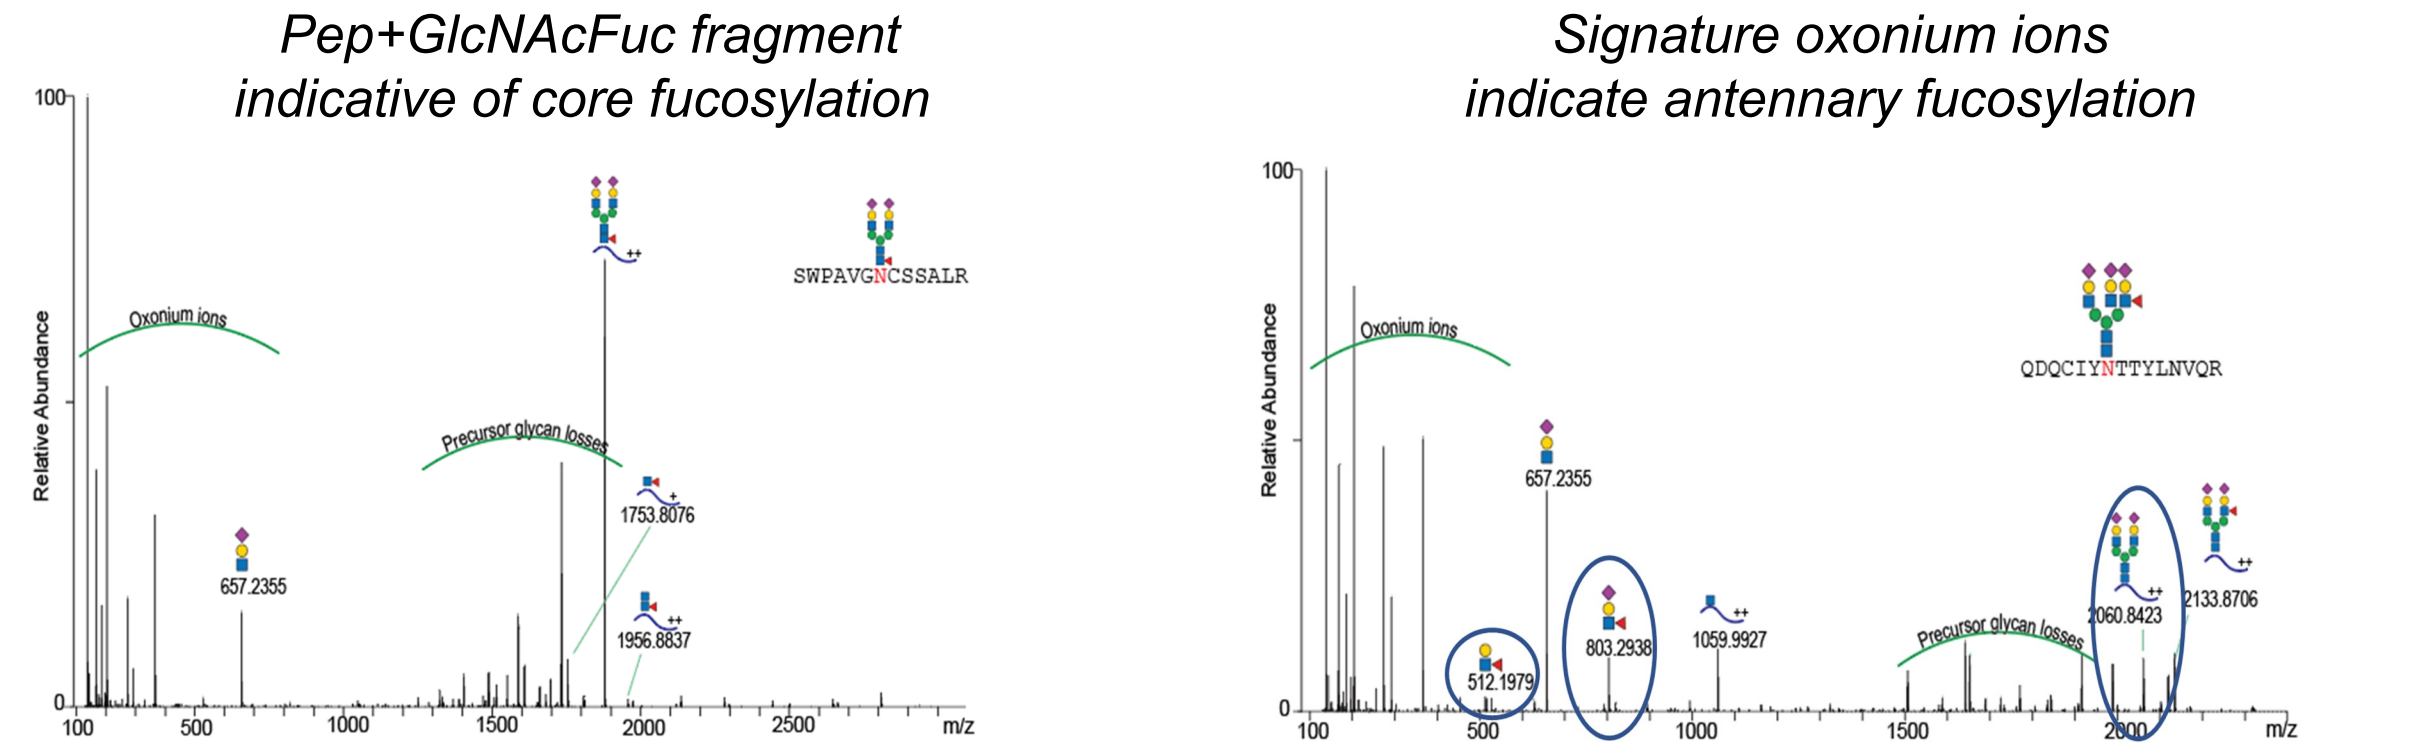 Pep+GlcNAcFuc fragment
indicative of core fucosylation
100
Relative Abundance
0
Oxonium ions
657.2355
Precursor glycan losses
++
SWPAVGNCSSALR
+
1753.8076
++
1956.8837
100
500
1000
1500
2000
2500
m/z
Signature oxonium ions
indicate antennary fucosylation
100
Relative Abundance
0
Oxonium ions
QDQCIYNTTYLNVQR
657.2355
512.1979
803.2938
++
1059.9927
Precursor glycan losses
++
2060.8423
++
2133.8706
100
500
1000
1500
2000
m/z